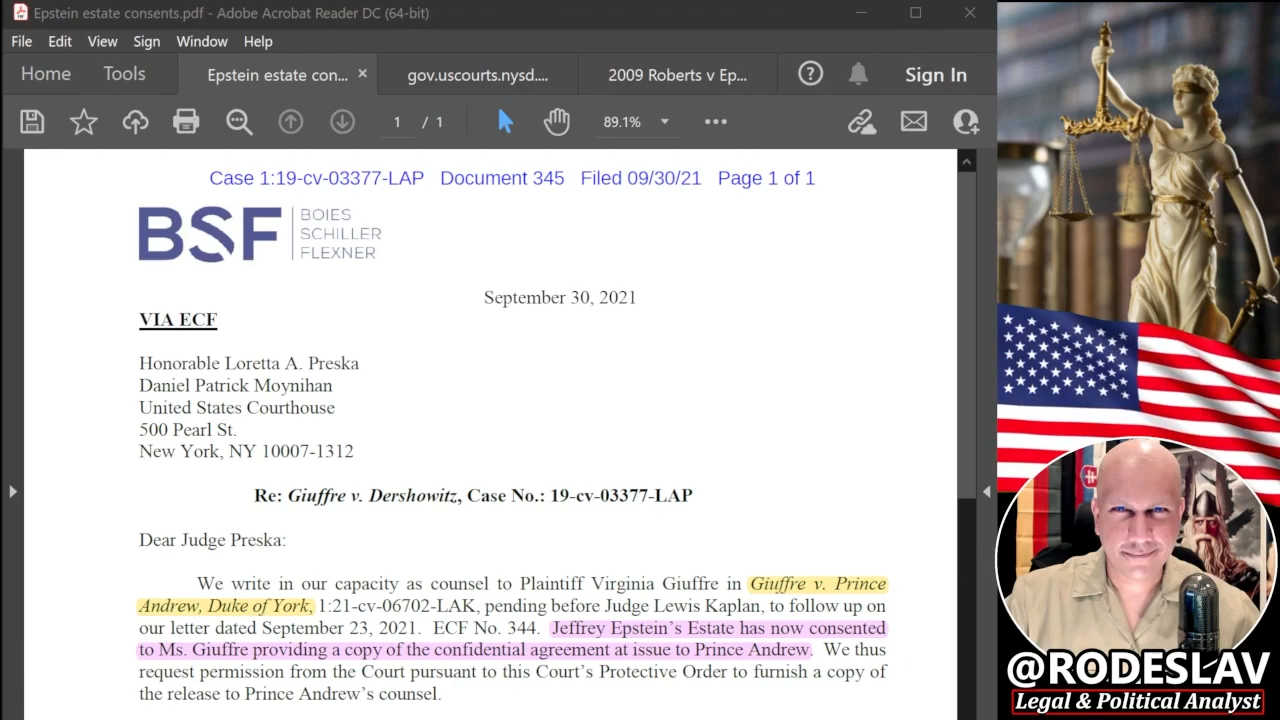 Epstein estate consents.pdf - Adobe Acrobat Reader DC (64-bit)
File Edit View Sign Window Help
Home Tools Epstein estate con... × gov.uscourts.nysd.... 2009 Roberts v Ep... Sign In
1 / 1 89.1%
Case 1:19-cv-03377-LAP Document 345 Filed 09/30/21 Page 1 of 1
BSF
BOIES
SCHILLER
FLEXNER
September 30, 2021
VIA ECF
Honorable Loretta A. Preska
Daniel Patrick Moynihan
United States Courthouse
500 Pearl St.
New York, NY 10007-1312
Re: Giuffre v. Dershowitz, Case No.: 19-cv-03377-LAP
Dear Judge Preska:
We write in our capacity as counsel to Plaintiff Virginia Giuffre in Giuffre v. Prince
Andrew, Duke of York, 1:21-cv-06702-LAK, pending before Judge Lewis Kaplan, to follow up on
our letter dated September 23, 2021. ECF No. 344. Jeffrey Epstein's Estate has now consented
to Ms. Giuffre providing a copy of the confidential agreement at issue to Prince Andrew. We thus
request permission from the Court pursuant to this Court's Protective Order to furnish a copy of
the release to Prince Andrew's counsel.
@RODESLAV
Legal & Political Analyst